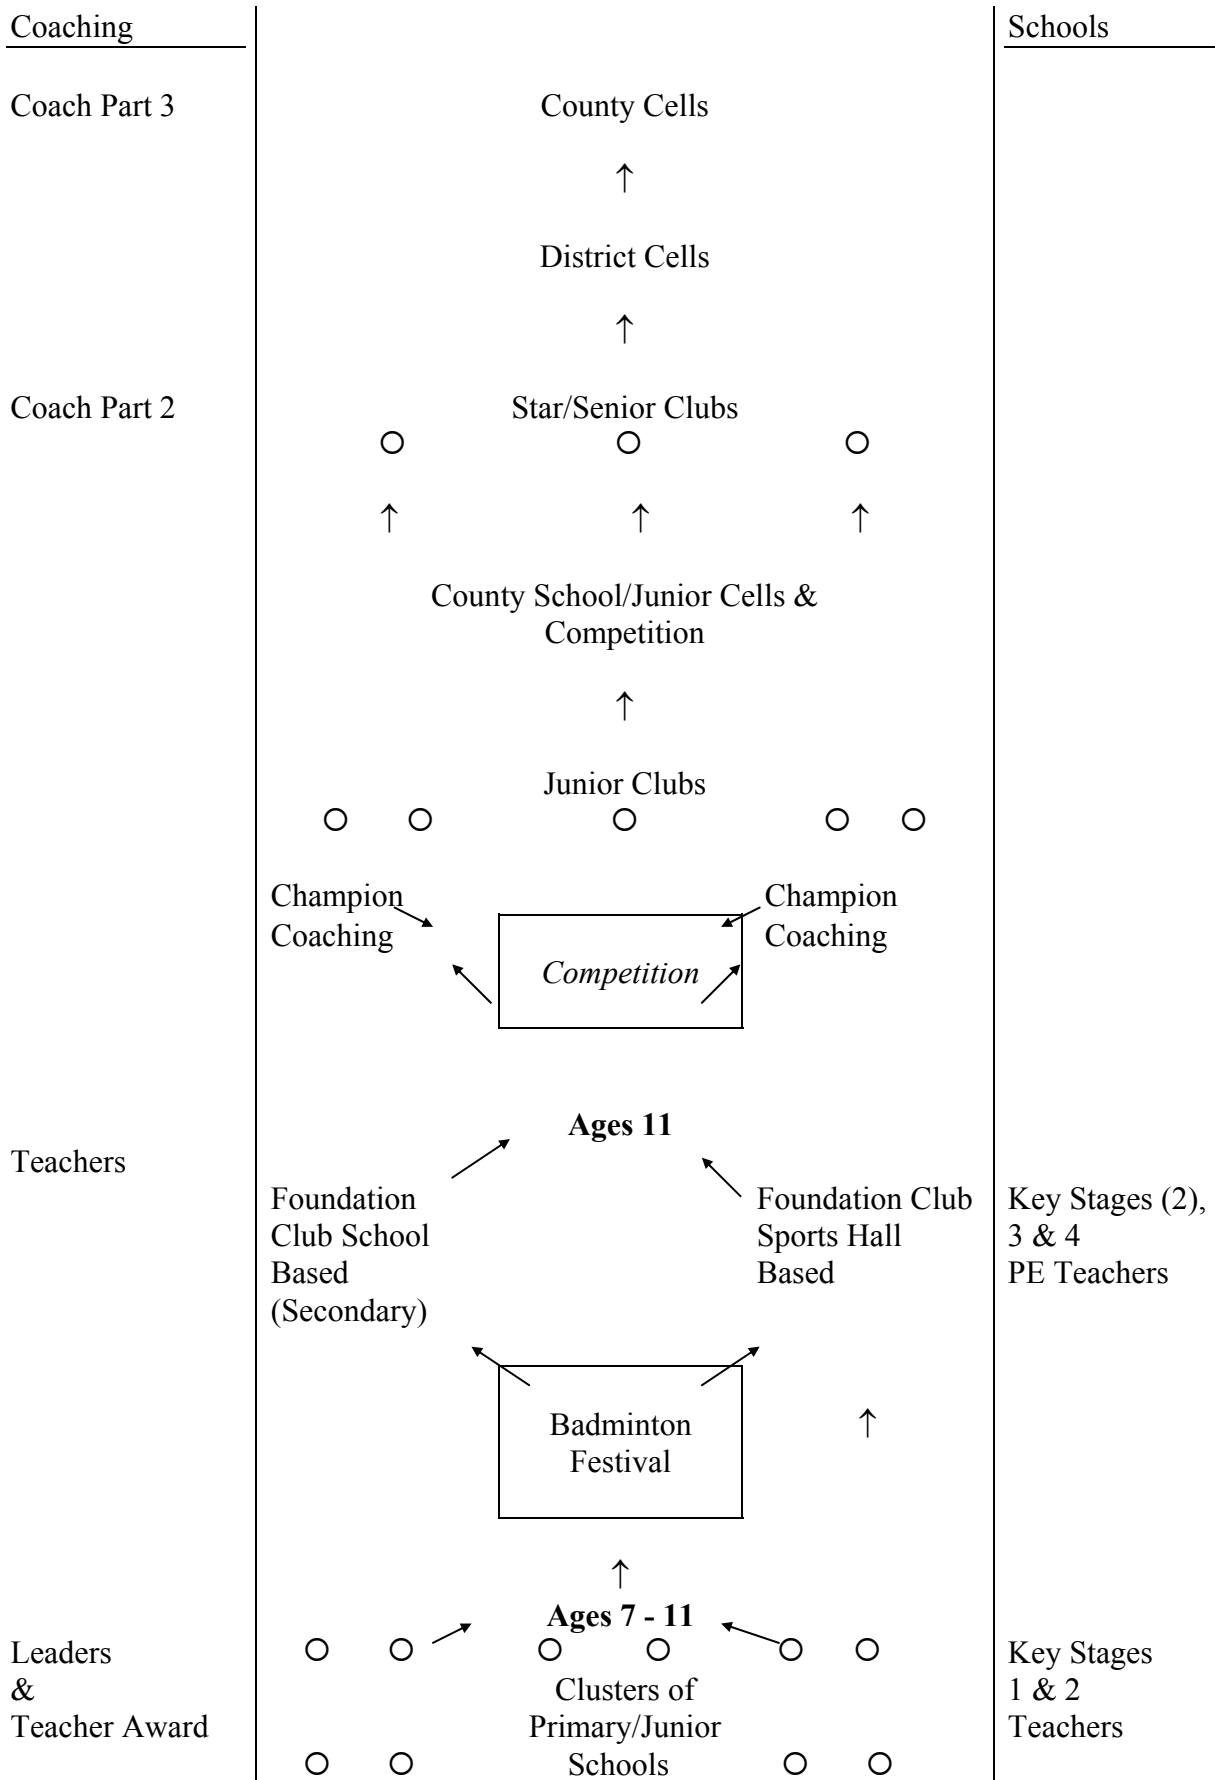 Coaching
Schools
Coach Part 3
County Cells
↑
District Cells
↑
Coach Part 2
Star/Senior Clubs
↑ ↑ ↑
County School/Junior Cells &
Competition
↑
Junior Clubs
Champion
Coaching
Champion
Coaching
Competition
Ages 11
Teachers
Foundation
Club School
Based
(Secondary)
Foundation Club
Sports Hall
Based
Key Stages (2),
3 & 4
PE Teachers
Badminton
Festival
↑
↑
Ages 7 - 11
Leaders
&
Teacher Award
Clusters of
Primary/Junior
Schools
Key Stages
1 & 2
Teachers